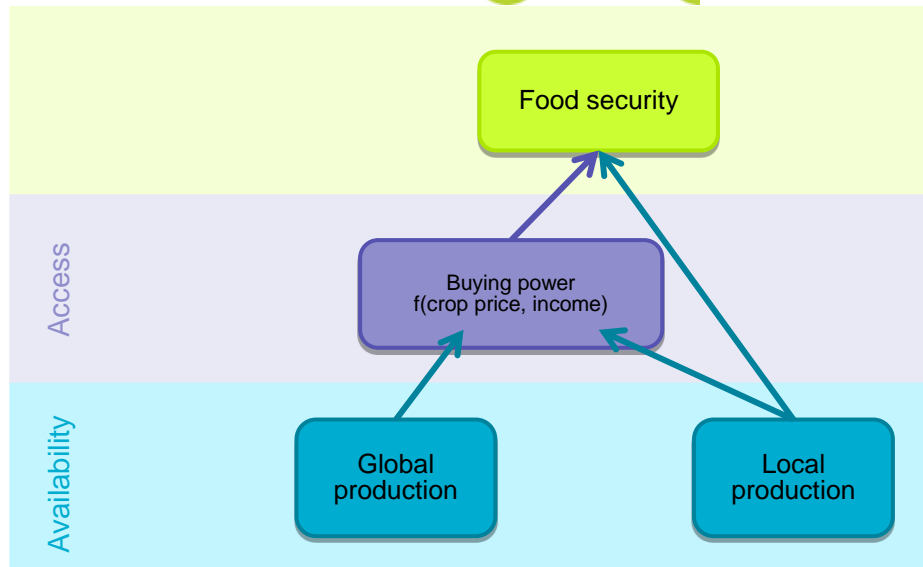 Food security
Access
Buying power
f(crop price, income)
Availability
Global
production
Local
production